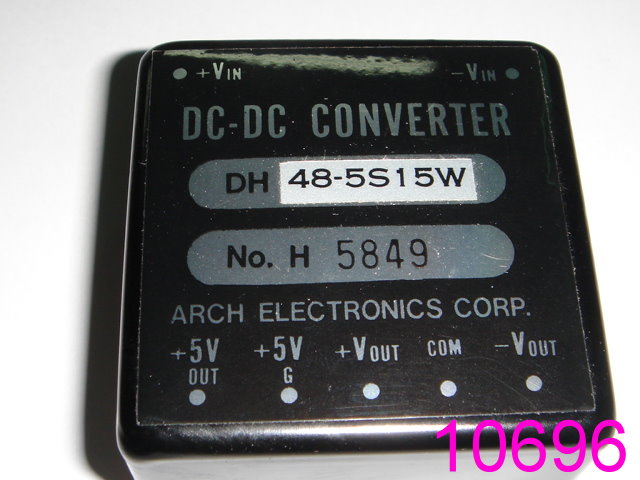 +VIN -VIN
DC-DC CONVERTER
DH 48-5S15W
No. H 5849
ARCH ELECTRONICS CORP.
+5V +5V +VOUT COM -VOUT
OUT G
10696